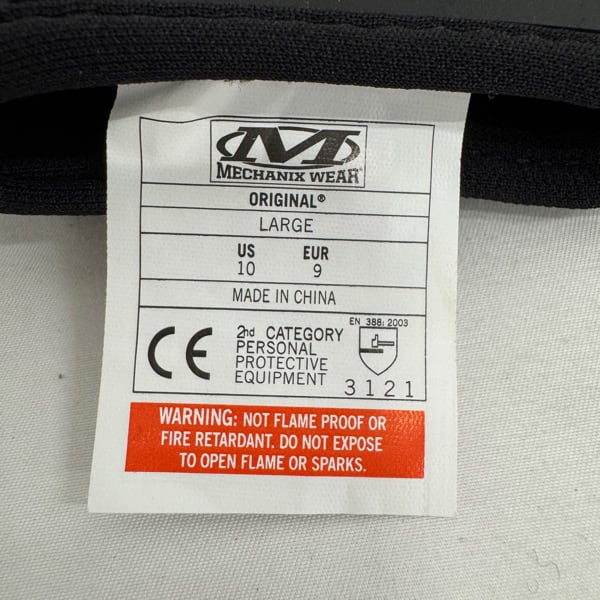 M
MECHANIX WEAR®
ORIGINAL®
LARGE
US EUR
10 9
MADE IN CHINA
CE
EN 388: 2003
2nd CATEGORY
PERSONAL
PROTECTIVE
EQUIPMENT
3121
WARNING: NOT FLAME PROOF OR
FIRE RETARDANT. DO NOT EXPOSE
TO OPEN FLAME OR SPARKS.